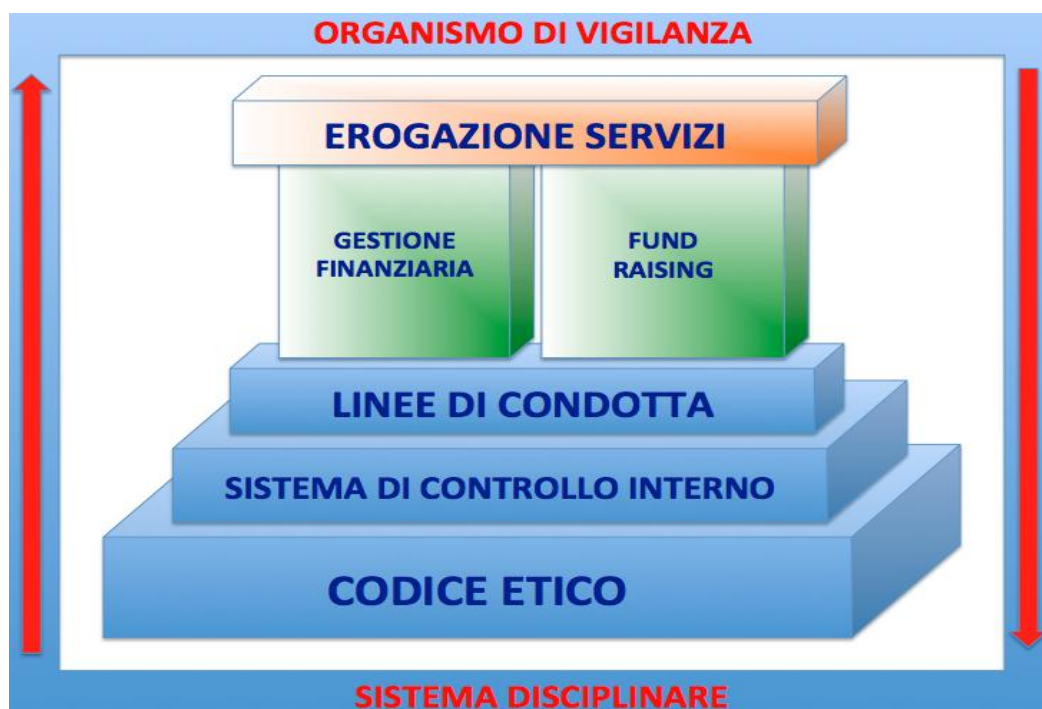 ORGANISMO DI VIGILANZA
EROGAZIONE SERVIZI
GESTIONE
FINANZIARIA
FUND
RAISING
LINEE DI CONDOTTA
SISTEMA DI CONTROLLO INTERNO
CODICE ETICO
SISTEMA DISCIPLINARE